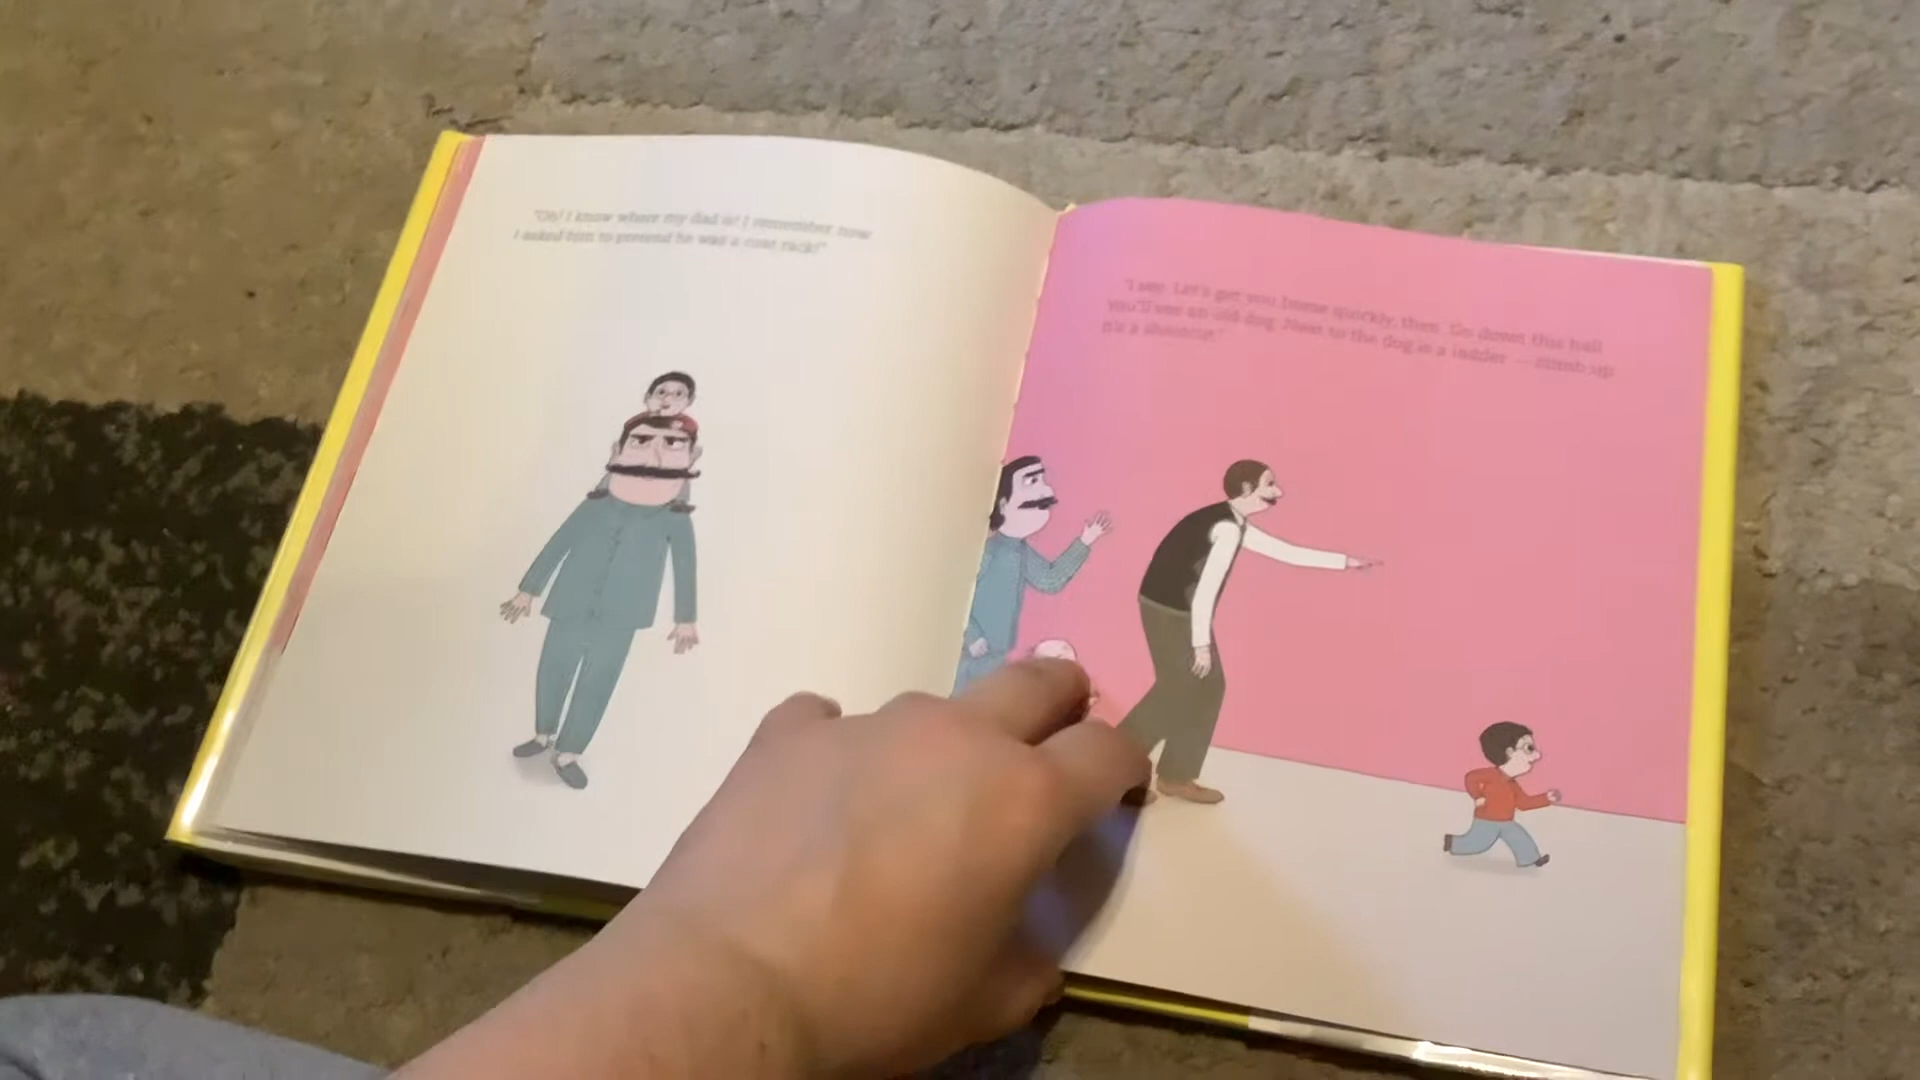 "Oh! I know where my dad is! I remember now
I asked him to pretend he was a coat rack!"
"I see. Let's get you home quickly, then. Go down this hall
you'll see an old dog. Next to the dog is a ladder — climb up